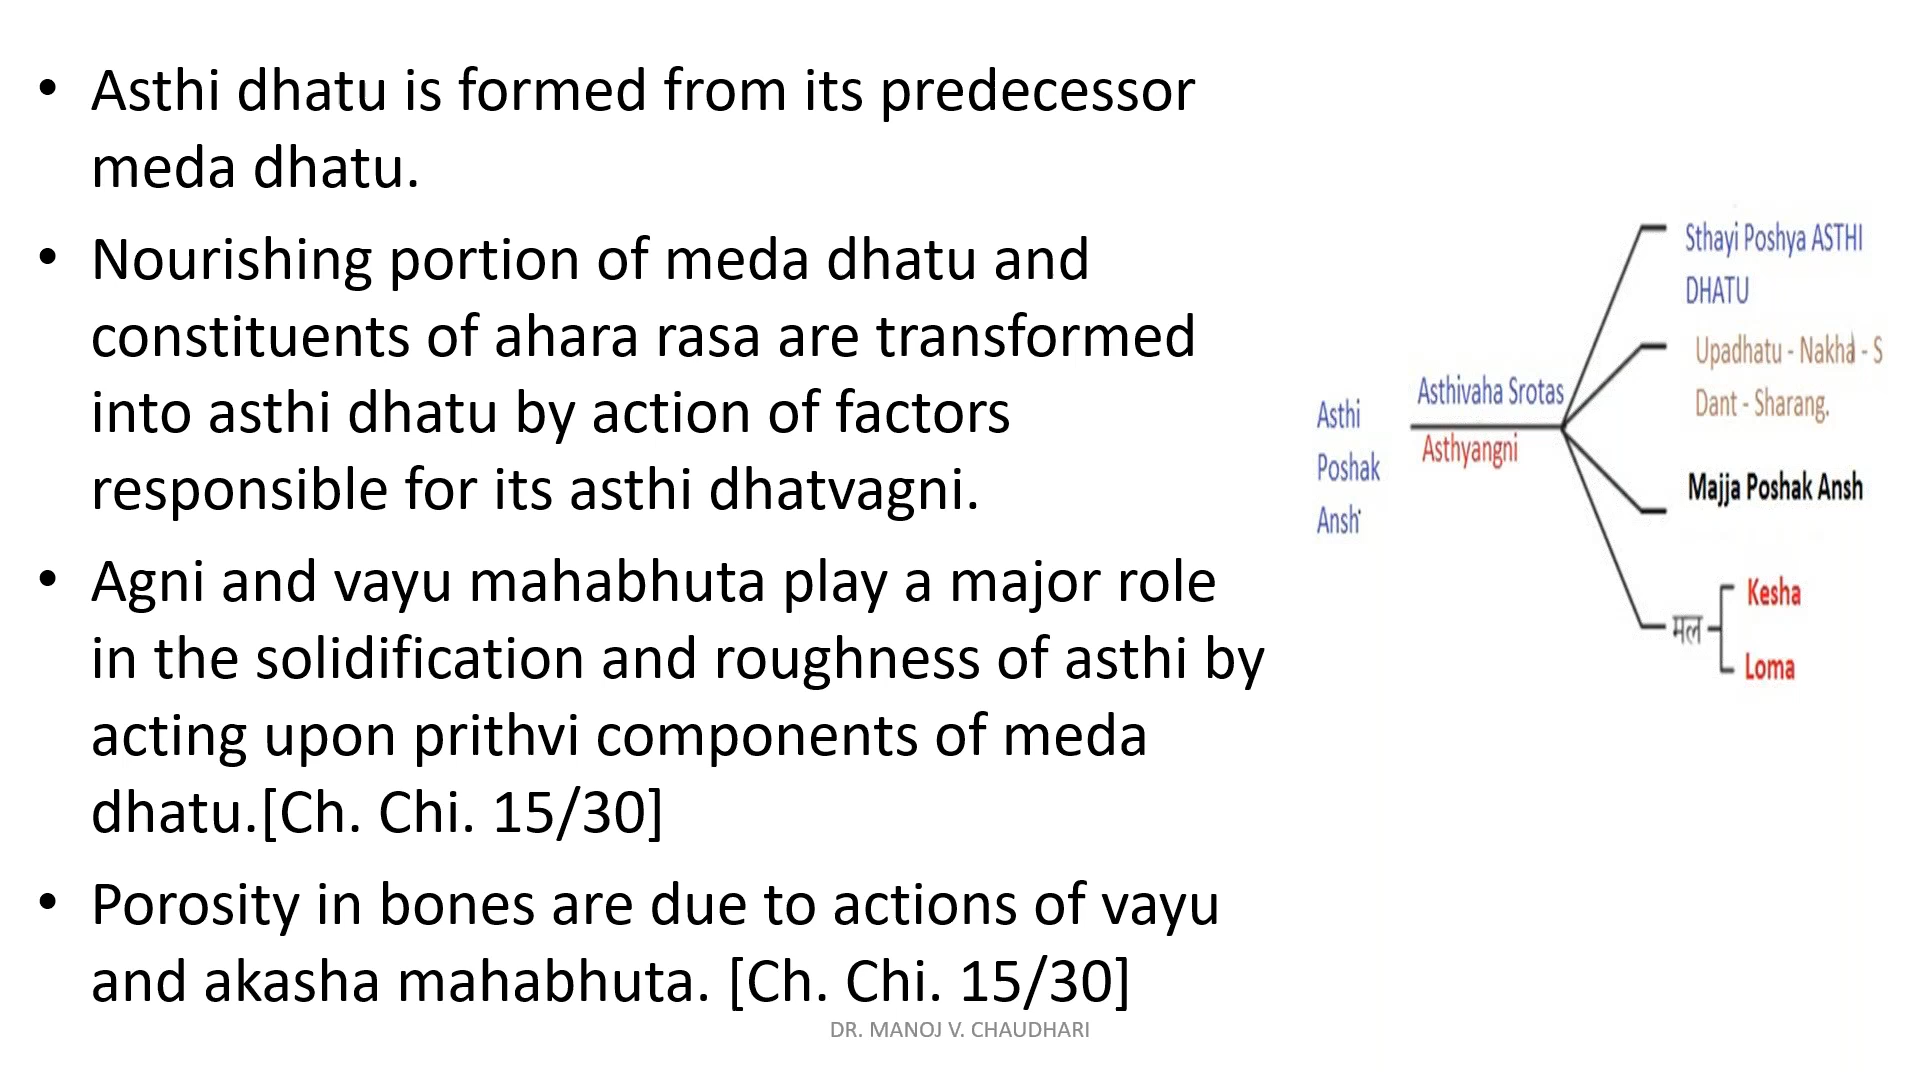 • Asthi dhatu is formed from its predecessor
meda dhatu.
• Nourishing portion of meda dhatu and
constituents of ahara rasa are transformed
into asthi dhatu by action of factors
responsible for its asthi dhatvagni.
• Agni and vayu mahabhuta play a major role
in the solidification and roughness of asthi by
acting upon prithvi components of meda
dhatu.[Ch. Chi. 15/30]
• Porosity in bones are due to actions of vayu
and akasha mahabhuta. [Ch. Chi. 15/30]
Asthi
Poshak
Ansh
Asthivaha Srotas
Asthyangni
Sthayi Poshya ASTHI
DHATU
Upadhatu - Nakha - S
Dant - Sharang.
Majja Poshak Ansh
मल
Kesha
Loma
DR. MANOJ V. CHAUDHARI